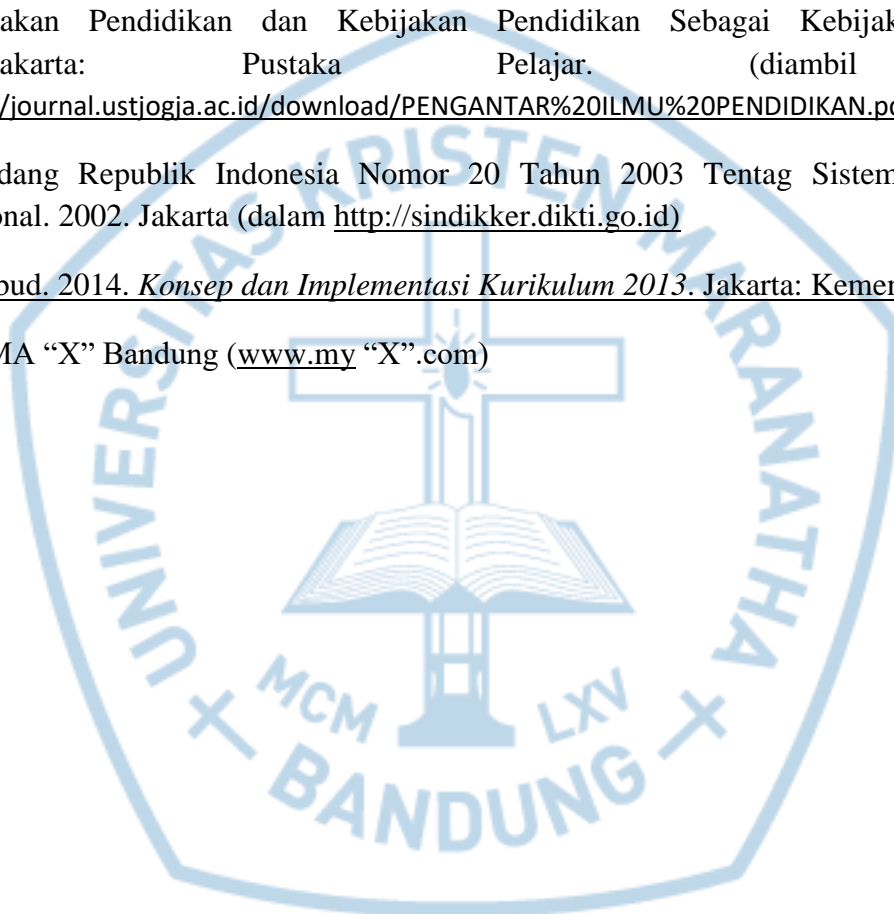 akan Pendidikan dan Kebijakan Pendidikan Sebagai Kebijak
akarta: Pustaka Pelajar. (diambil
/journal.ustjogja.ac.id/download/PENGANTAR%20ILMU%20PENDIDIKAN.po
dang Republik Indonesia Nomor 20 Tahun 2003 Tentag Sistem
onal. 2002. Jakarta (dalam http://sindikker.dikti.go.id)
bud. 2014. Konsep dan Implementasi Kurikulum 2013. Jakarta: Kemen
MA “X” Bandung (www.my “X”.com)
UNIVERSITAS KRISTEN MARANATHA
MCM LXV
BANDUNG